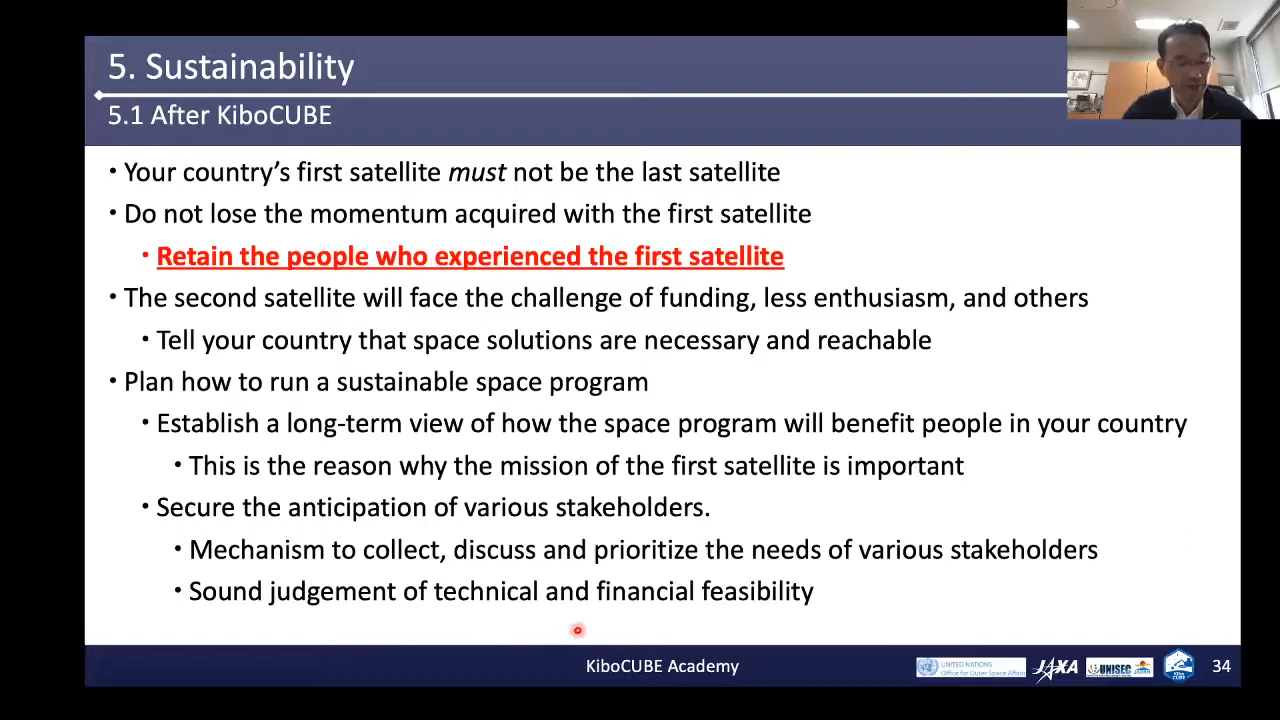 5. Sustainability
5.1 After KiboCUBE
• Your country's first satellite must not be the last satellite
• Do not lose the momentum acquired with the first satellite
• Retain the people who experienced the first satellite
• The second satellite will face the challenge of funding, less enthusiasm, and others
• Tell your country that space solutions are necessary and reachable
• Plan how to run a sustainable space program
• Establish a long-term view of how the space program will benefit people in your country
• This is the reason why the mission of the first satellite is important
• Secure the anticipation of various stakeholders.
• Mechanism to collect, discuss and prioritize the needs of various stakeholders
• Sound judgement of technical and financial feasibility
KiboCUBE Academy
UNITED NATIONS
Office for Outer Space Affairs
JAXA
UNISEC
JAPAN
Kibo
CUBE
34